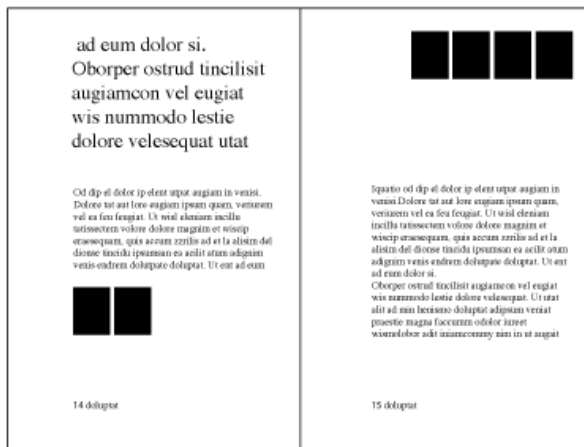 ad eum dolor si.
Oborper ostrud tincilisit
augiamcon vel eugiat
wis nummodo lestie
dolore velesequat utat
Od dip el dolor ip elent utpat augiam in venisi.
Dolore tat aut lore eugiam ipsum quam, veriurem
vel ea feu feugiat. Ut wisl eleniam incillu
tatissectem volore dolore magnim et
wiscip eraessequam, quis accum zzrilis ad et la alisim del
dionse tincidu ipsumsan ea acilit atum adignim
venis endrem dolutpate doluptat. Ut ent ad eum
14 doluptat
Iquatio od dip el dolor ip elent utpat augiam in
venisi.Dolore tat aut lore eugiam ipsum quam,
veriurem vel ea feu feugiat. Ut wisl eleniam
incillu tatissectem volore dolore magnim et
wiscip eraessequam, quis accum zzrilis ad et la
alisim del dionse tincidu ipsumsan ea acilit atum
adignim venis endrem dolutpate doluptat. Ut ent
ad eum dolor si.
Oborper ostrud tincilisit augiamcon vel eugiat
wis nummodo lestie dolore velesequat. Ut utat
alit ad min henismo doluptat adipsum veniat
praestie magna faccumm odolor iureet
wismolobor adit iniamcommy nim in ut augait
15 doluptat